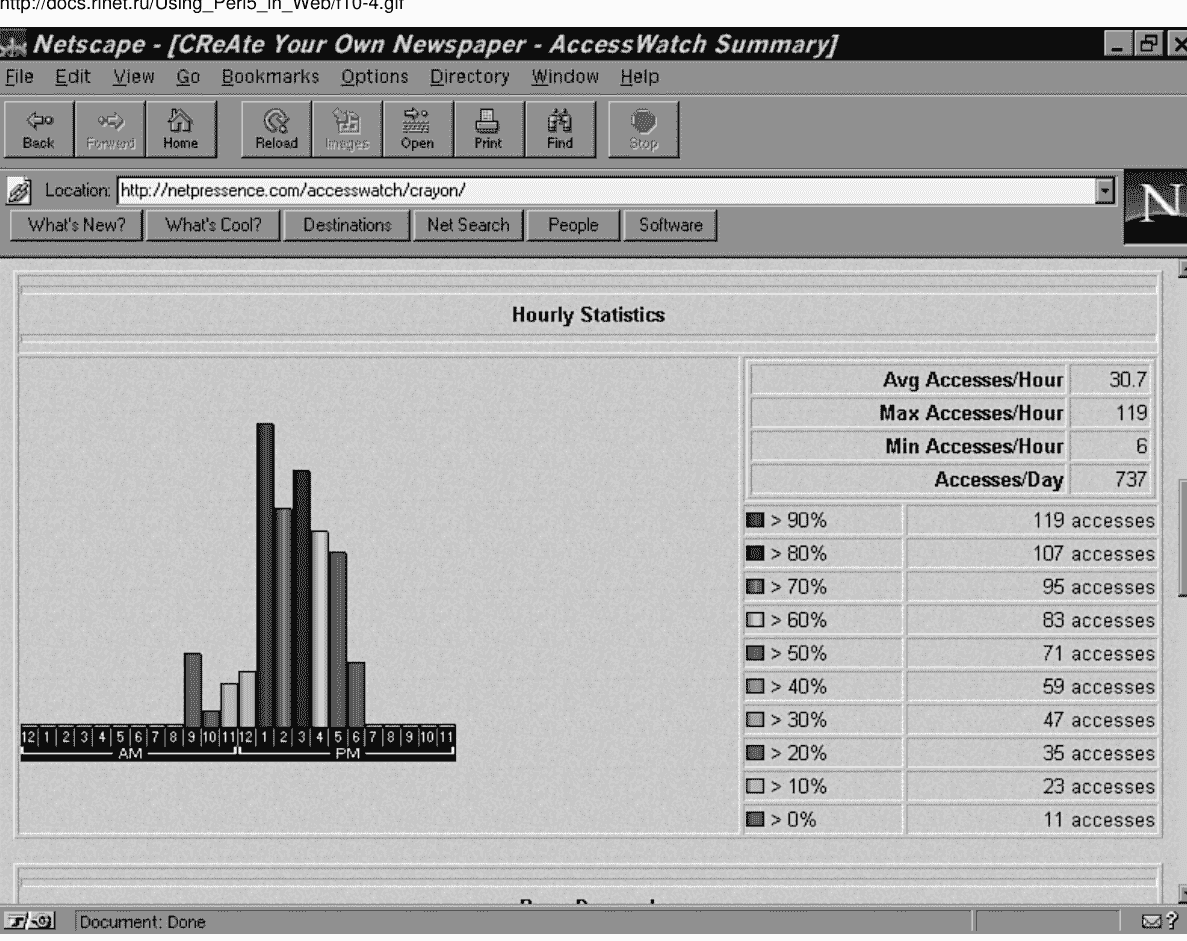 http://docs.rinet.ru/Using_Perl5_in_Web/f10-4.gif
Netscape - [CReAte Your Own Newspaper - AccessWatch Summary]
File Edit View Go Bookmarks Options Directory Window Help
Back Forward Home Reload Images Open Print Find Stop
Location: http://netpressence.com/accesswatch/crayon/
N
What's New? What's Cool? Destinations Net Search People Software
Hourly Statistics
Avg Accesses/Hour 30.7
Max Accesses/Hour 119
Min Accesses/Hour 6
Accesses/Day 737
> 90% 119 accesses
> 80% 107 accesses
> 70% 95 accesses
> 60% 83 accesses
> 50% 71 accesses
> 40% 59 accesses
> 30% 47 accesses
> 20% 35 accesses
> 10% 23 accesses
> 0% 11 accesses
12 1 2 3 4 5 6 7 8 9 10 11 12 1 2 3 4 5 6 7 8 9 10 11
AM PM
Document: Done